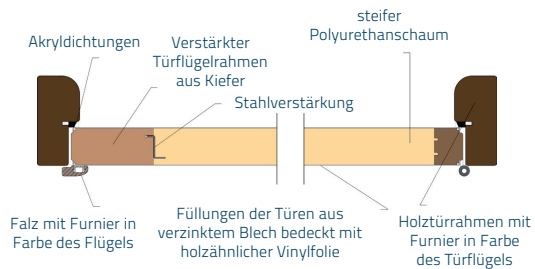 steifer
Polyurethanschaum
Akryldichtungen
Verstärkter
Türflügelrahmen
aus Kiefer
Stahlverstärkung
Falz mit Furnier in
Farbe des Flügels
Füllungen der Türen aus
verzinktem Blech bedeckt mit
holzähnlicher Vinylfolie
Holztürrahmen mit
Furnier in Farbe
des Türflügels